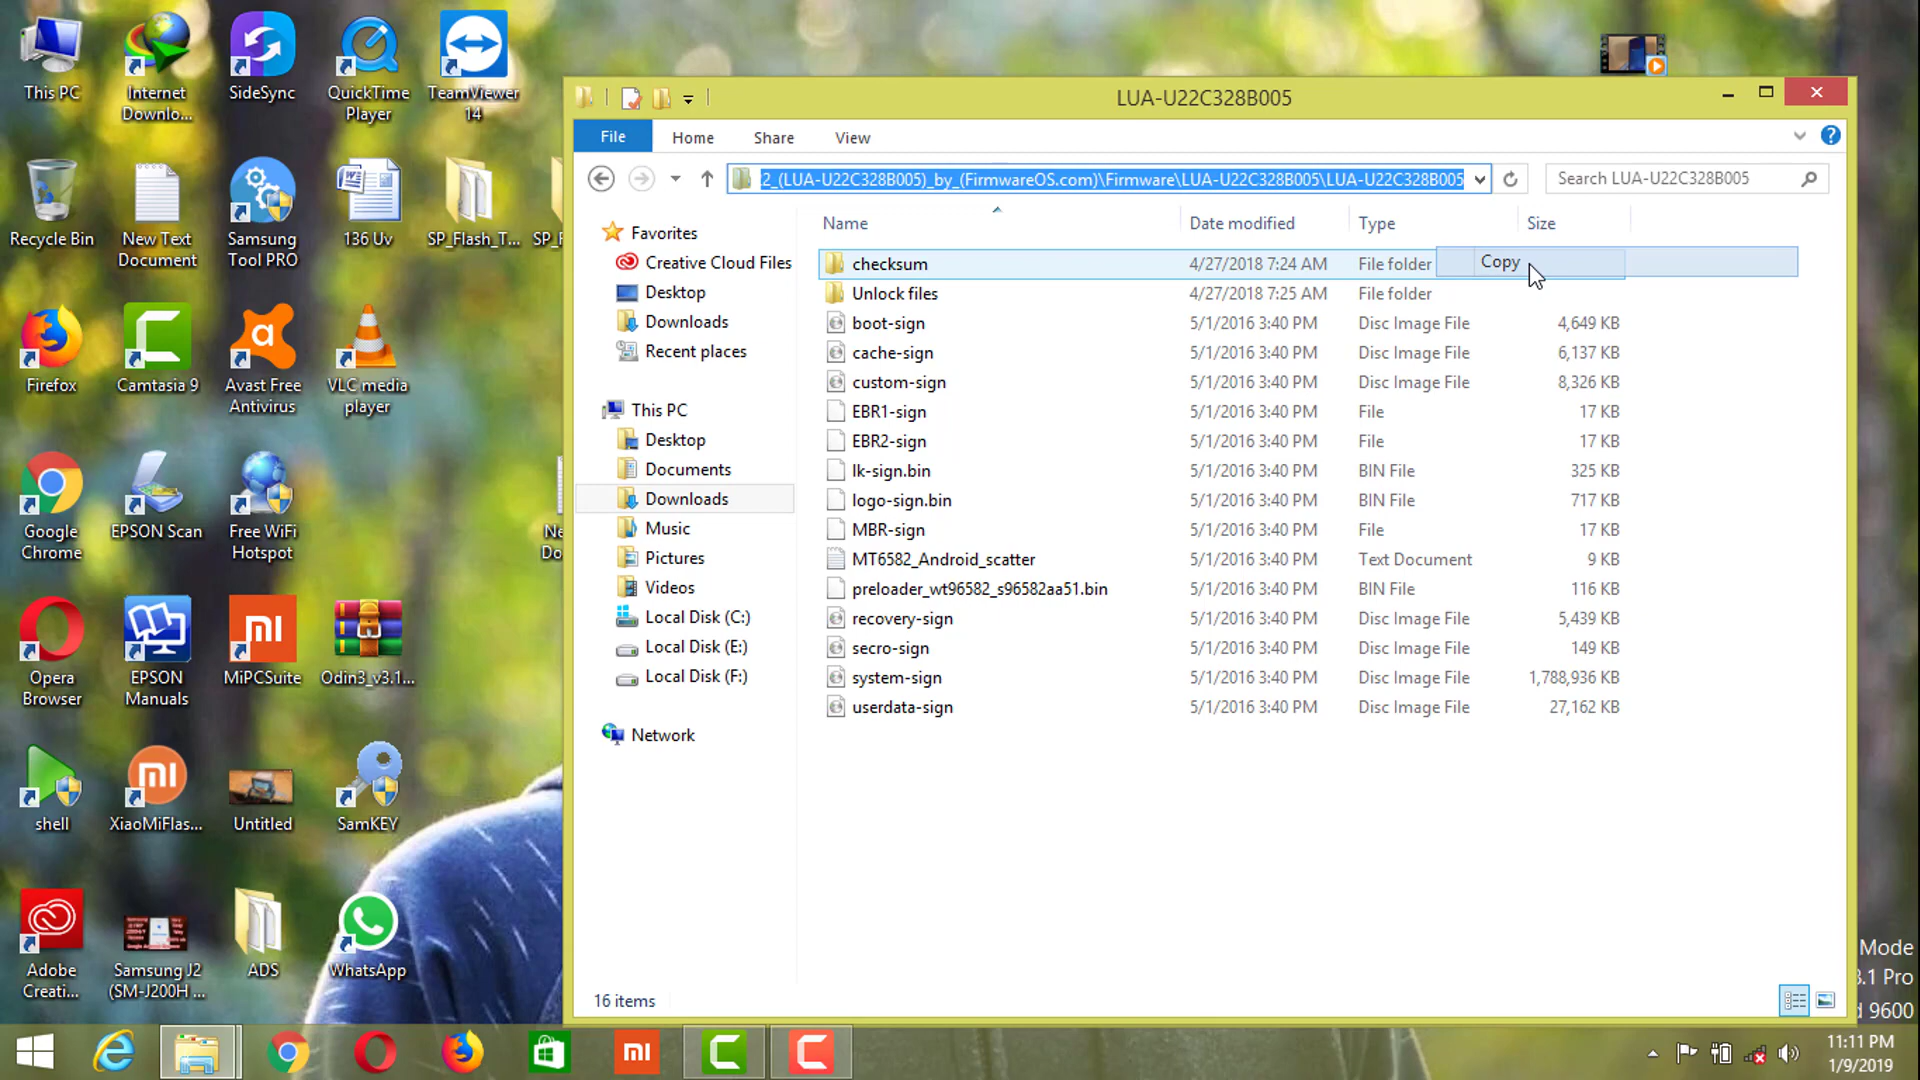 This PC
Internet
Downlo...
SideSync
QuickTime
Player
TeamViewer
14
Recycle Bin
New Text
Document
Samsung
Tool PRO
136 Uv
SP_Flash_T...
SP_F
Firefox
Camtasia 9
Avast Free
Antivirus
VLC media
player
Google
Chrome
EPSON Scan
Free WiFi
Hotspot
Ne
Do
Opera
Browser
EPSON
Manuals
MiPCSuite
Odin3_v3.1...
shell
XiaoMiFlas...
Untitled
SamKEY
Adobe
Creati...
Samsung J2
(SM-J200H ...
ADS
WhatsApp
LUA-U22C328B005
File
Home
Share
View
22_(LUA-U22C328B005)_by_(FirmwareOS.com)\Firmware\LUA-U22C328B005\LUA-U22C328B005
Search LUA-U22C328B005
Favorites
Creative Cloud Files
Desktop
Downloads
Recent places
This PC
Desktop
Documents
Downloads
Music
Pictures
Videos
Local Disk (C:)
Local Disk (E:)
Local Disk (F:)
Network
Name Date modified Type Size
checksum 4/27/2018 7:24 AM File folder
Copy
Unlock files 4/27/2018 7:25 AM File folder
boot-sign 5/1/2016 3:40 PM Disc Image File 4,649 KB
cache-sign 5/1/2016 3:40 PM Disc Image File 6,137 KB
custom-sign 5/1/2016 3:40 PM Disc Image File 8,326 KB
EBR1-sign 5/1/2016 3:40 PM File 17 KB
EBR2-sign 5/1/2016 3:40 PM File 17 KB
lk-sign.bin 5/1/2016 3:40 PM BIN File 325 KB
logo-sign.bin 5/1/2016 3:40 PM BIN File 717 KB
MBR-sign 5/1/2016 3:40 PM File 17 KB
MT6582_Android_scatter 5/1/2016 3:40 PM Text Document 9 KB
preloader_wt96582_s96582aa51.bin 5/1/2016 3:40 PM BIN File 116 KB
recovery-sign 5/1/2016 3:40 PM Disc Image File 5,439 KB
secro-sign 5/1/2016 3:40 PM Disc Image File 149 KB
system-sign 5/1/2016 3:40 PM Disc Image File 1,788,936 KB
userdata-sign 5/1/2016 3:40 PM Disc Image File 27,162 KB
16 items
Mode
8.1 Pro
d 9600
11:11 PM
1/9/2019